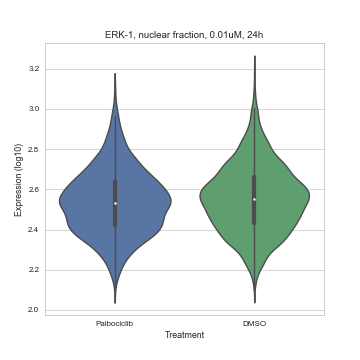 ERK-1, nuclear fraction, 0.01uM, 24h
Expression (log10)
3.2
3.0
2.8
2.6
2.4
2.2
2.0
Palbociclib
DMSO
Treatment